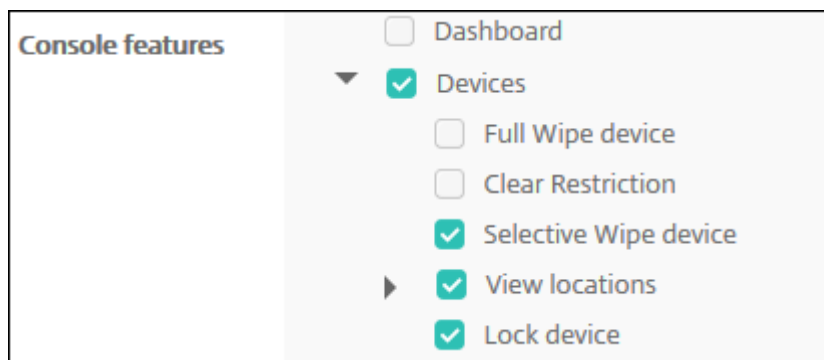 Console features
Dashboard
Devices
Full Wipe device
Clear Restriction
Selective Wipe device
View locations
Lock device